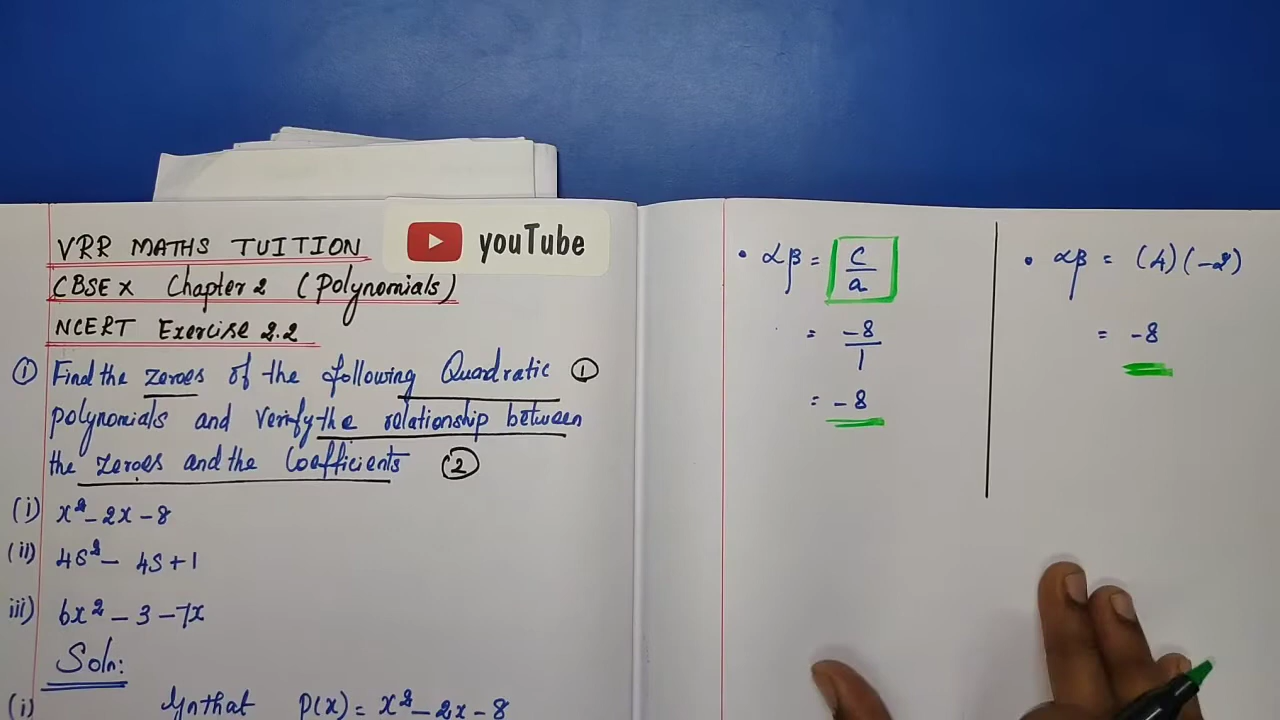 VRR MATHS TUITION
youTube
CBSE X Chapter 2 (Polynomials)
NCERT Exercise 2.2
① Find the zeroes of the following Quadratic ①
polynomials and verify the relationship between
the zeroes and the Coefficients ②
(i) x² - 2x - 8
(ii) 4s² - 4s + 1
iii) 6x² - 3 - 7x
Soln:
(i) Gn that P(x) = x² - 2x - 8
• αβ = c/a
= -8/1
= -8
• αβ = (4)(-2)
= -8